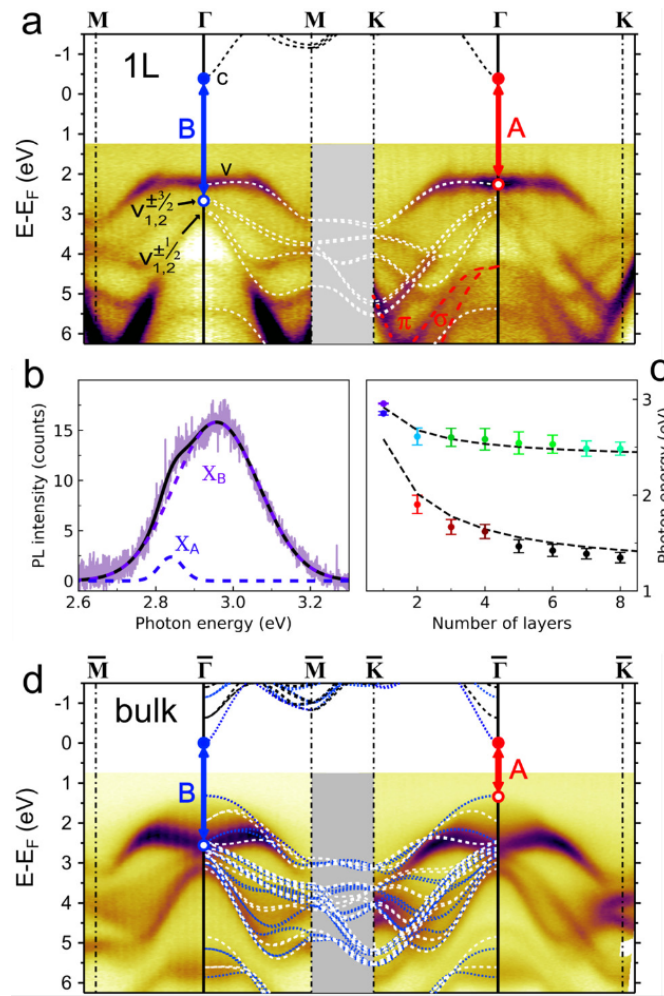 a
M Γ M K Γ K
1L
-1
0
1
2
3
4
5
6
E-E_F (eV)
c
B
A
v
v_{1,2}^{±3/2}
v_{1,2}^{±1/2}
π σ
b
PL intensity (counts)
15
10
5
0
X_B
X_A
2.6 2.8 3.0 3.2
Photon energy (eV)
c
3
2
1
2 4 6 8
Number of layers
d
M̅ Γ̅ M̅ K̅ Γ̅ K̅
bulk
-1
0
1
2
3
4
5
6
E-E_F (eV)
B
A